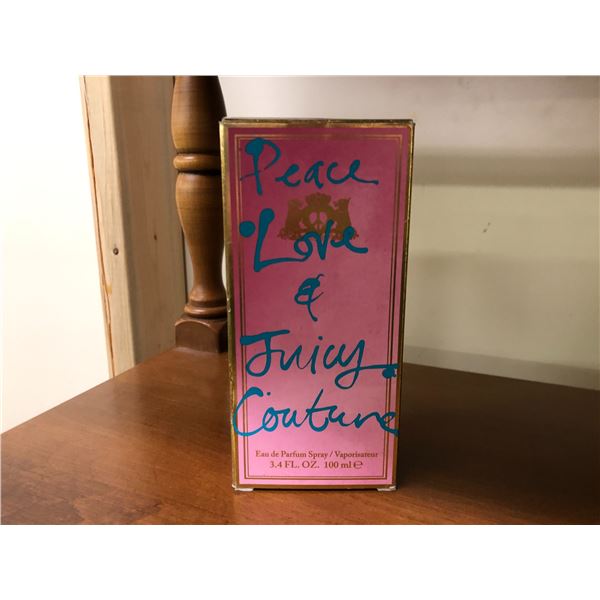 Peace
Love
&
Juicy
Couture
Eau de Parfum Spray / Vaporisateur
3.4 FL. OZ. 100 ml ℮